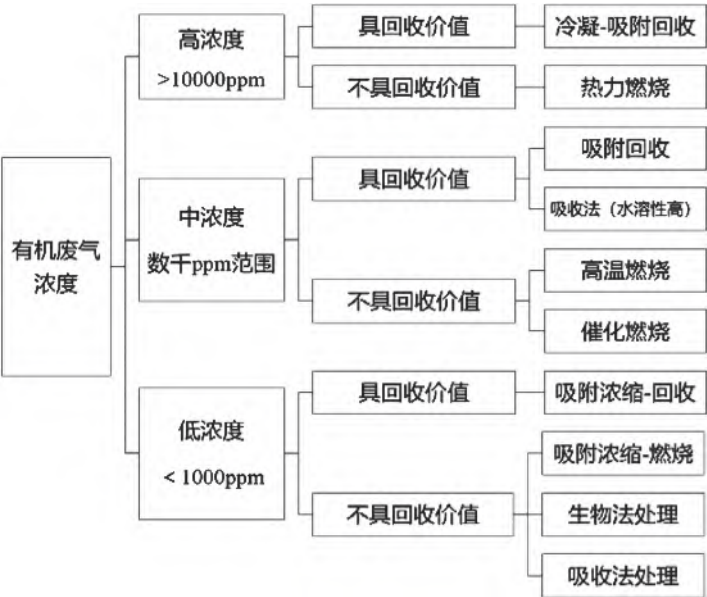 有机废气
浓度
高浓度
>10000ppm
具回收价值
冷凝-吸附回收
不具回收价值
热力燃烧
中浓度
数千ppm范围
具回收价值
吸附回收
吸收法（水溶性高）
不具回收价值
高温燃烧
催化燃烧
低浓度
< 1000ppm
具回收价值
吸附浓缩-回收
不具回收价值
吸附浓缩-燃烧
生物法处理
吸收法处理